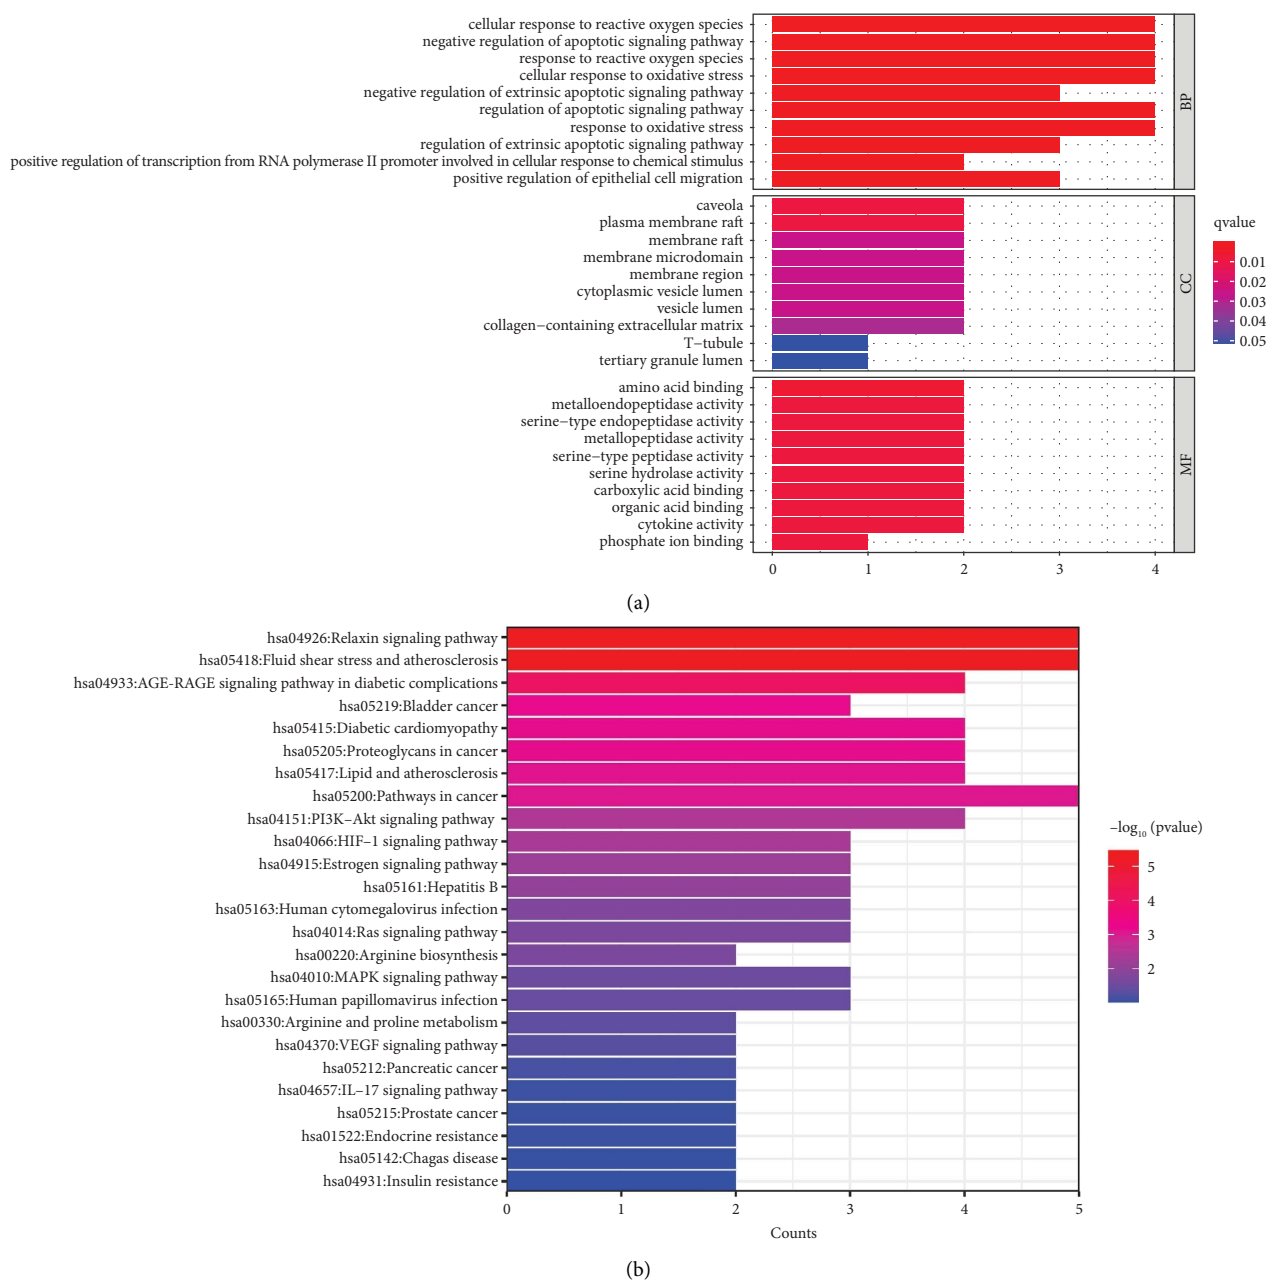 cellular response to reactive oxygen species
negative regulation of apoptotic signaling pathway
response to reactive oxygen species
cellular response to oxidative stress
negative regulation of extrinsic apoptotic signaling pathway
regulation of apoptotic signaling pathway
response to oxidative stress
regulation of extrinsic apoptotic signaling pathway
positive regulation of transcription from RNA polymerase II promoter involved in cellular response to chemical stimulus
positive regulation of epithelial cell migration
BP
caveola
plasma membrane raft
membrane raft
membrane microdomain
membrane region
cytoplasmic vesicle lumen
vesicle lumen
collagen−containing extracellular matrix
T−tubule
tertiary granule lumen
CC
amino acid binding
metalloendopeptidase activity
serine−type endopeptidase activity
metallopeptidase activity
serine−type peptidase activity
serine hydrolase activity
carboxylic acid binding
organic acid binding
cytokine activity
phosphate ion binding
MF
0 1 2 3 4
qvalue
0.01
0.02
0.03
0.04
0.05
(a)
hsa04926:Relaxin signaling pathway
hsa05418:Fluid shear stress and atherosclerosis
hsa04933:AGE-RAGE signaling pathway in diabetic complications
hsa05219:Bladder cancer
hsa05415:Diabetic cardiomyopathy
hsa05205:Proteoglycans in cancer
hsa05417:Lipid and atherosclerosis
hsa05200:Pathways in cancer
hsa04151:PI3K−Akt signaling pathway
hsa04066:HIF−1 signaling pathway
hsa04915:Estrogen signaling pathway
hsa05161:Hepatitis B
hsa05163:Human cytomegalovirus infection
hsa04014:Ras signaling pathway
hsa00220:Arginine biosynthesis
hsa04010:MAPK signaling pathway
hsa05165:Human papillomavirus infection
hsa00330:Arginine and proline metabolism
hsa04370:VEGF signaling pathway
hsa05212:Pancreatic cancer
hsa04657:IL−17 signaling pathway
hsa05215:Prostate cancer
hsa01522:Endocrine resistance
hsa05142:Chagas disease
hsa04931:Insulin resistance
0 1 2 3 4 5
Counts
−log₁₀ (pvalue)
5
4
3
2
(b)